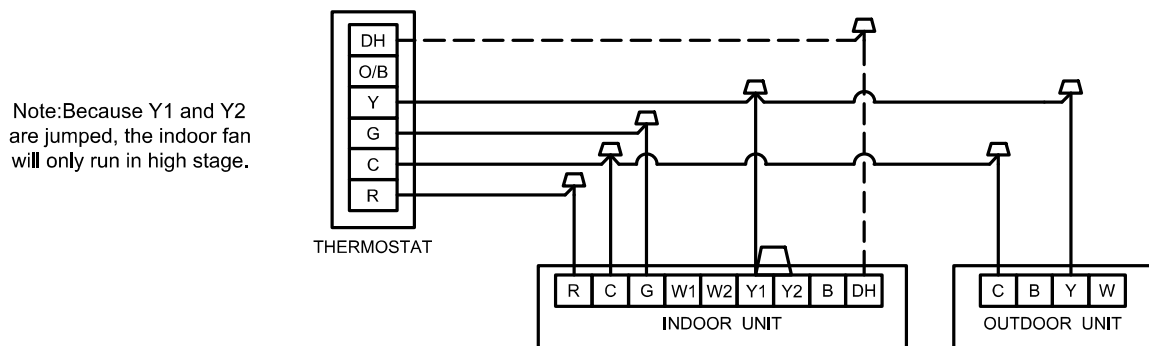 Note:Because Y1 and Y2
are jumped, the indoor fan
will only run in high stage.
DH
O/B
Y
G
C
R
THERMOSTAT
R C G W1 W2 Y1 Y2 B DH
INDOOR UNIT
C B Y W
OUTDOOR UNIT